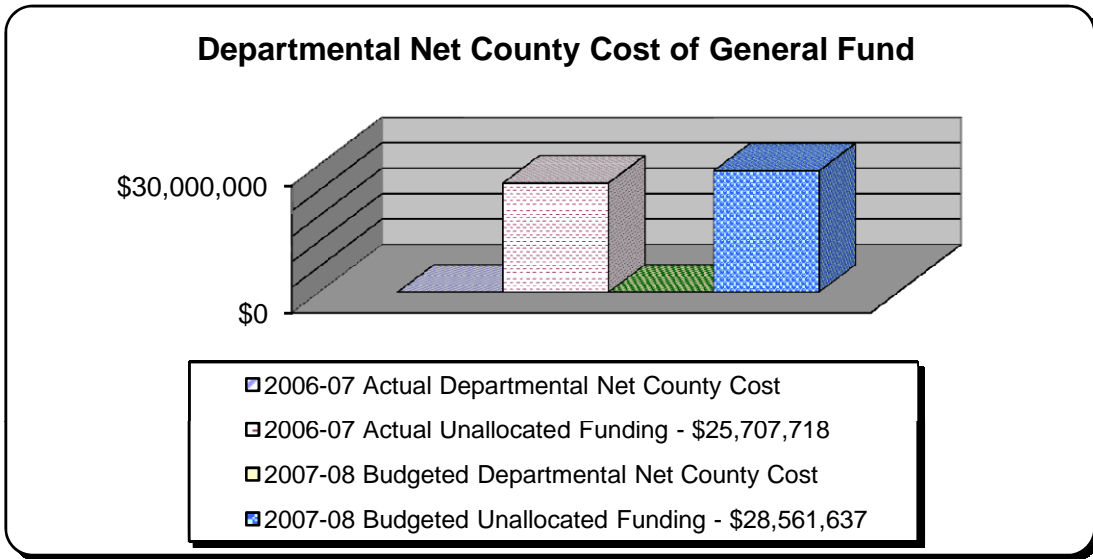 Departmental Net County Cost of General Fund
$30,000,000
$0
2006-07 Actual Departmental Net County Cost
2006-07 Actual Unallocated Funding - $25,707,718
2007-08 Budgeted Departmental Net County Cost
2007-08 Budgeted Unallocated Funding - $28,561,637